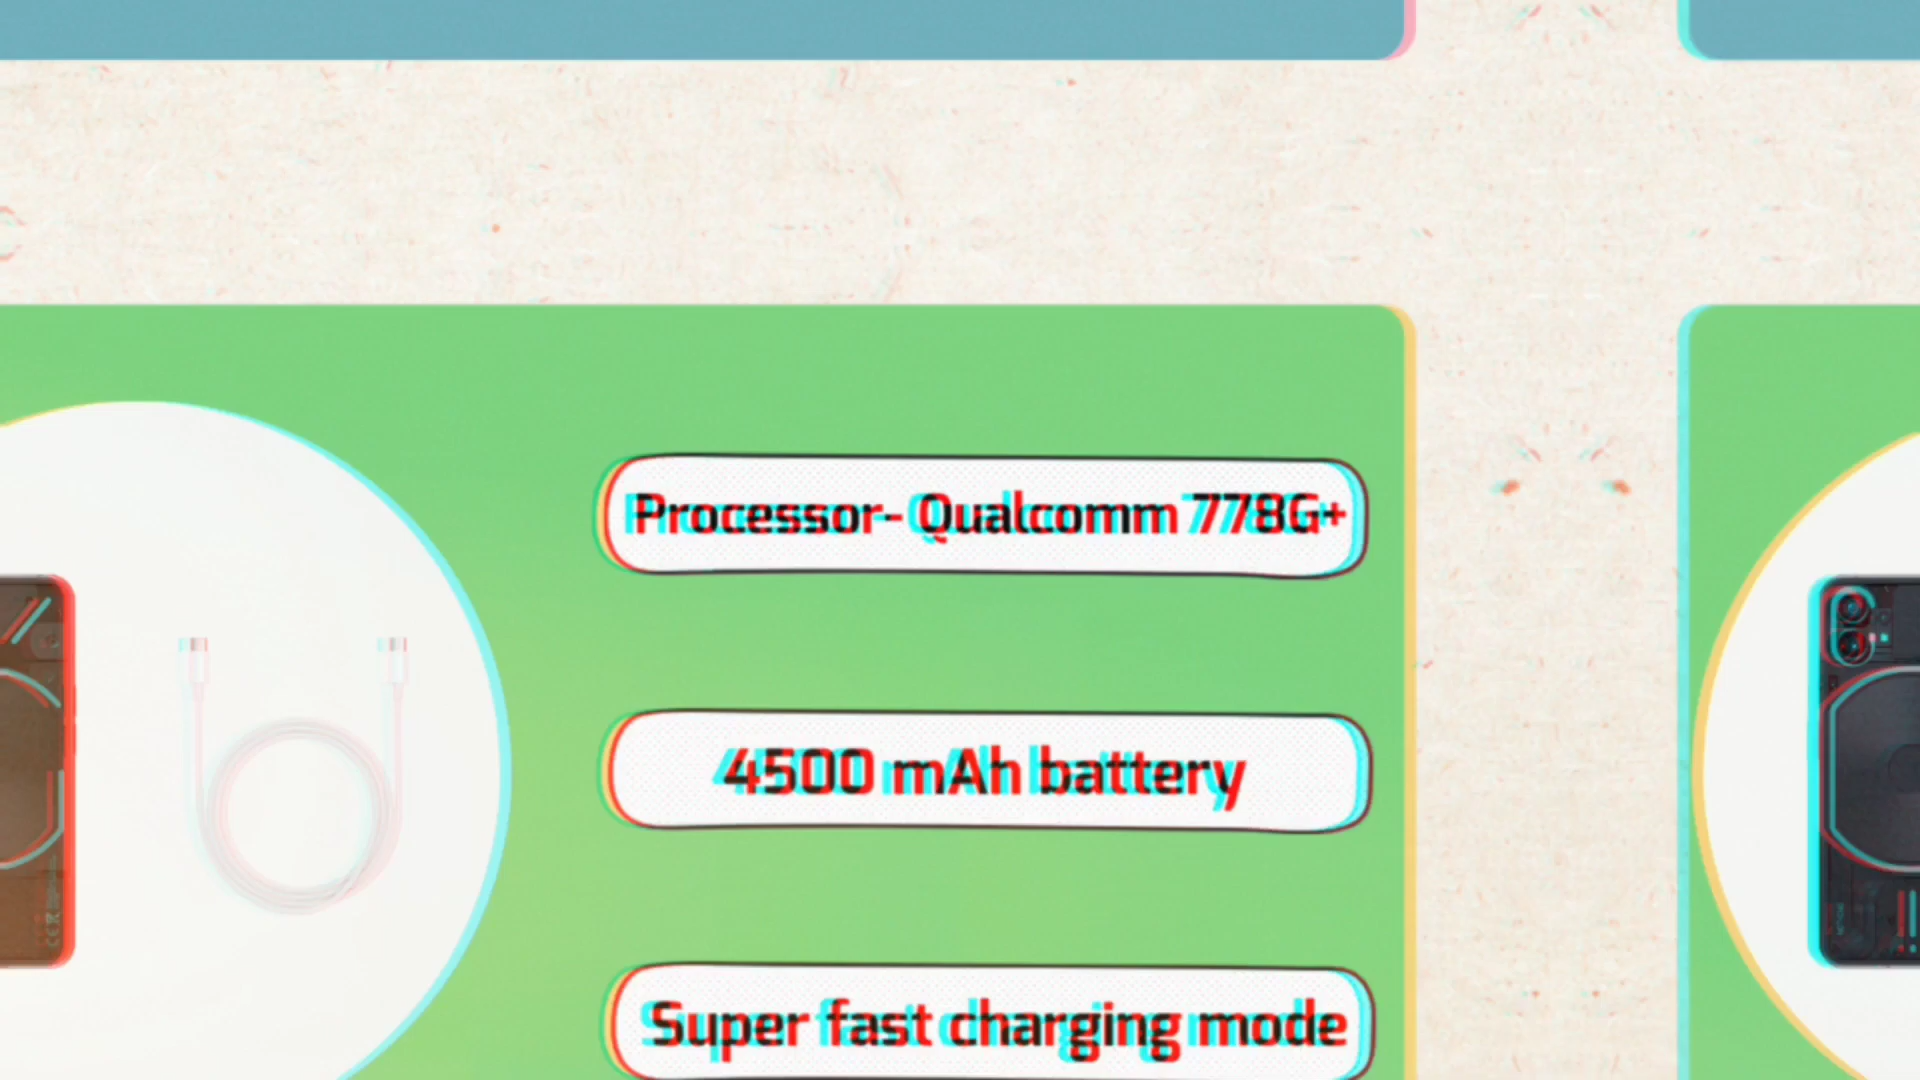 Processor- Qualcomm 778G+
4500 mAh battery
Super fast charging mode